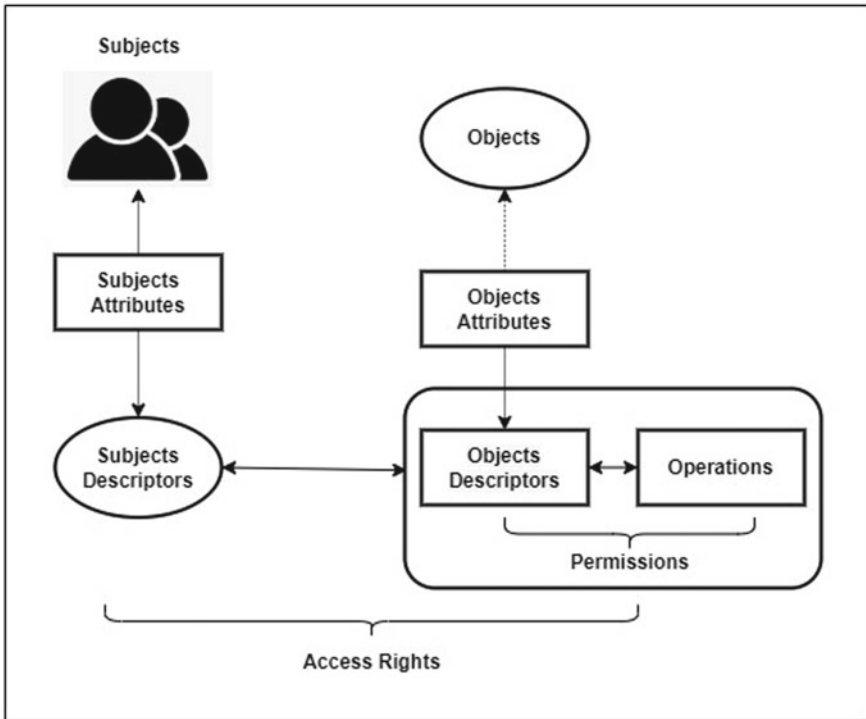 Subjects
Objects
Subjects
Attributes
Objects
Attributes
Subjects
Descriptors
Objects
Descriptors
Operations
Permissions
Access Rights